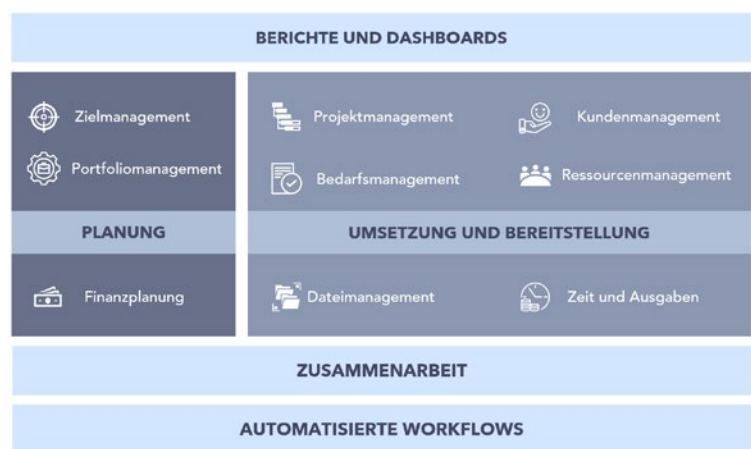 BERICHTE UND DASHBOARDS
Zielmanagement
Portfoliomanagement
PLANUNG
Finanzplanung
Projektmanagement
Kundenmanagement
Bedarfsmanagement
Ressourcenmanagement
UMSETZUNG UND BEREITSTELLUNG
Dateimanagement
Zeit und Ausgaben
ZUSAMMENARBEIT
AUTOMATISIERTE WORKFLOWS